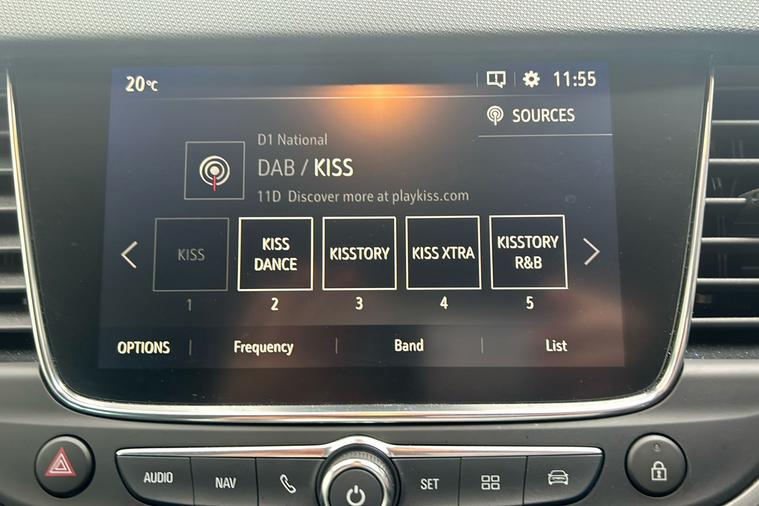 20°C
11:55
SOURCES
D1 National
DAB / KISS
11D Discover more at playkiss.com
KISS
KISS
DANCE
KISSTORY
KISS XTRA
KISSTORY
R&B
1
2
3
4
5
OPTIONS
Frequency
Band
List
AUDIO
NAV
SET